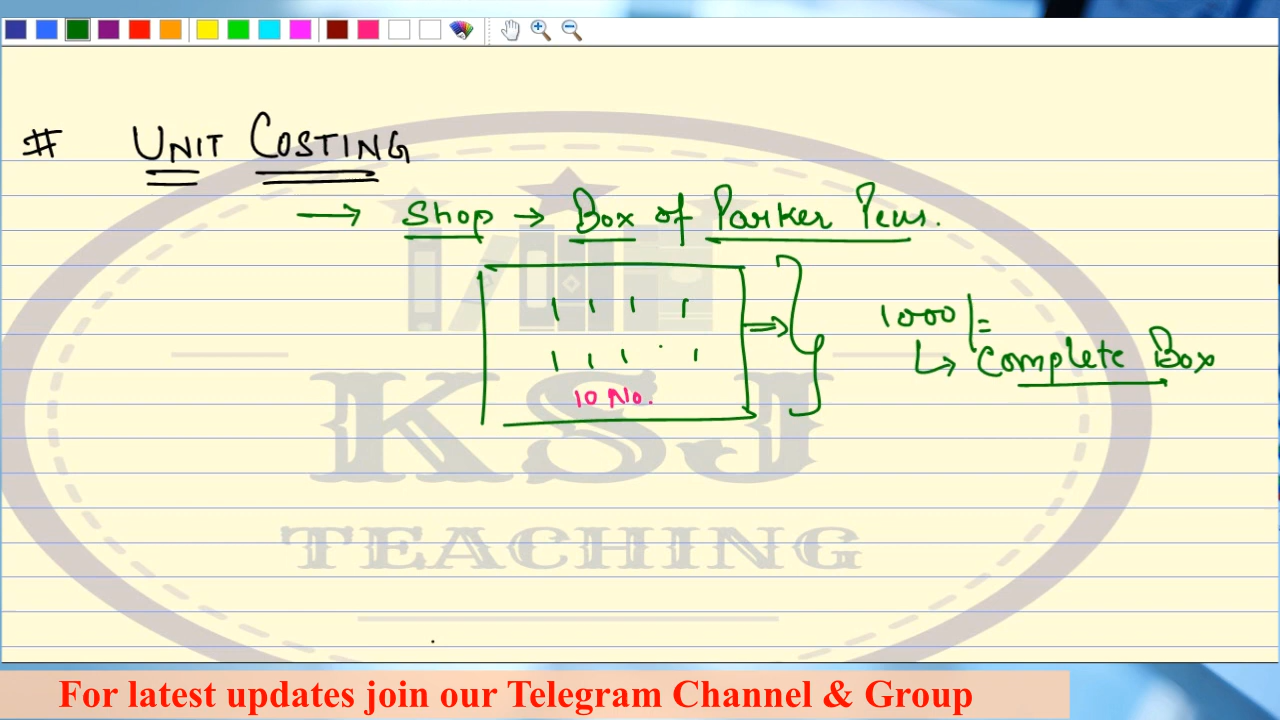 # UNIT COSTING
→ Shop → Box of Parker Pens.
1000/=
↳ Complete Box
10 No.
KSJ
TEACHING
For latest updates join our Telegram Channel & Group